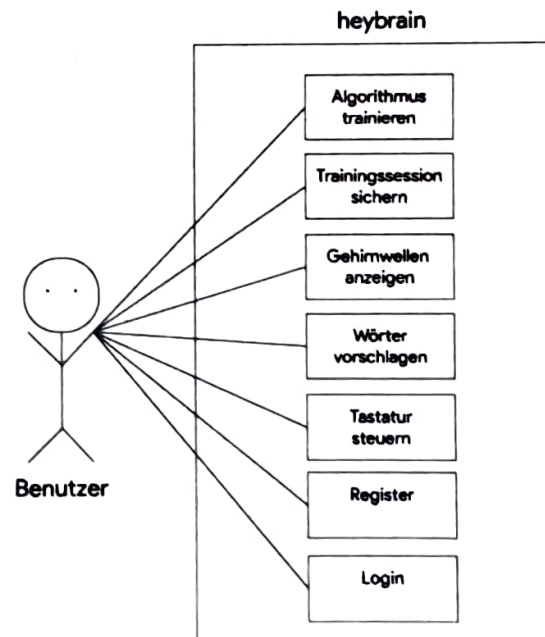 heybrain
Algorithmus
trainieren
Trainingssession
sichern
Gehirnwellen
anzeigen
Wörter
vorschlagen
Tastatur
steuern
Register
Login
Benutzer